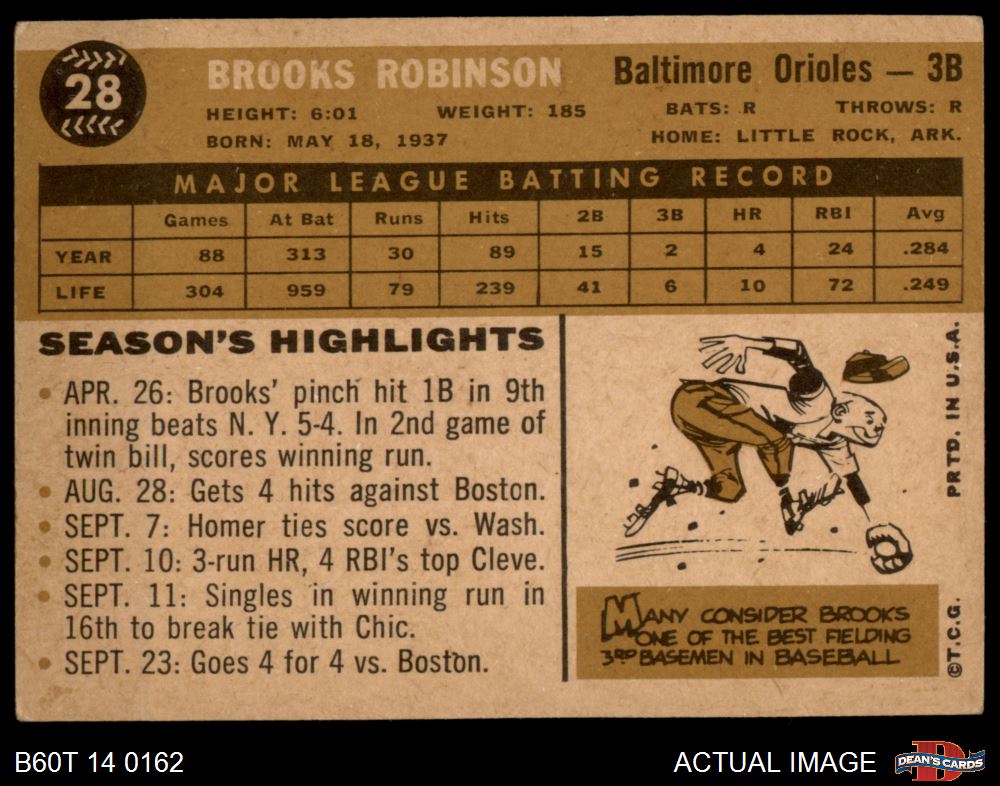 28
BROOKS ROBINSON Baltimore Orioles — 3B
HEIGHT: 6:01 WEIGHT: 185 BATS: R THROWS: R
BORN: MAY 18, 1937 HOME: LITTLE ROCK, ARK.
MAJOR LEAGUE BATTING RECORD
Games At Bat Runs Hits 2B 3B HR RBI Avg
YEAR 88 313 30 89 15 2 4 24 .284
LIFE 304 959 79 239 41 6 10 72 .249
SEASON'S HIGHLIGHTS
• APR. 26: Brooks' pinch hit 1B in 9th
inning beats N. Y. 5-4. In 2nd game of
twin bill, scores winning run.
• AUG. 28: Gets 4 hits against Boston.
• SEPT. 7: Homer ties score vs. Wash.
• SEPT. 10: 3-run HR, 4 RBI's top Cleve.
• SEPT. 11: Singles in winning run in
16th to break tie with Chic.
• SEPT. 23: Goes 4 for 4 vs. Boston.
MANY CONSIDER BROOKS
ONE OF THE BEST FIELDING
3RD BASEMEN IN BASEBALL
©T.C.G. PRTD. IN U.S.A.
B60T 14 0162 ACTUAL IMAGE
D
DEAN'S CARDS